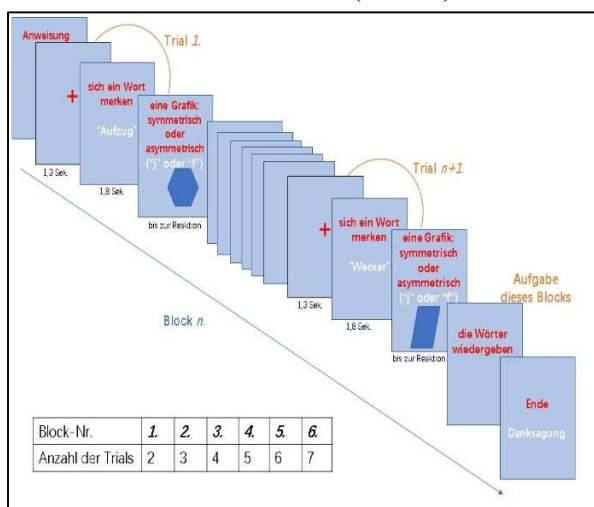 Anweisung
+
1,3 Sek.
Trial 1.
sich ein Wort
merken
"Aufzug"
1,8 Sek.
eine Grafik:
symmetrisch
oder
asymmetrisch
("j" oder "f")
bis zur Reaktion
+
1,3 Sek.
Trial n+1.
sich ein Wort
merken
"Wecker"
1,8 Sek.
eine Grafik:
symmetrisch
oder
asymmetrisch
("j" oder "f")
bis zur Reaktion
Aufgabe
dieses Blocks
die Wörter
wiedergeben
Ende
Danksagung
Block n.
Block-Nr. 1. 2. 3. 4. 5. 6.
Anzahl der Trials 2 3 4 5 6 7